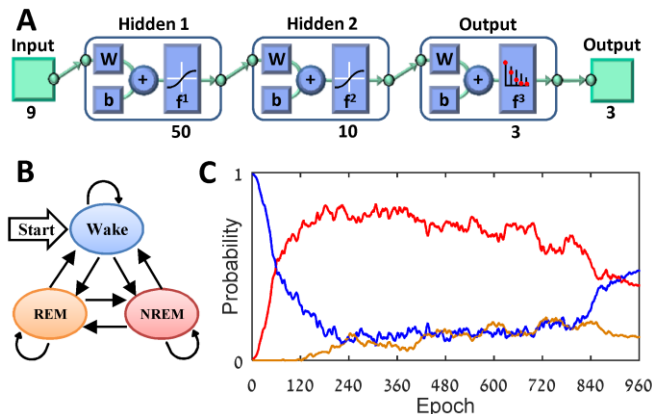 A
Hidden 1
Hidden 2
Output
Input
Output
W
b
+
f¹
W
b
+
f²
W
b
+
f³
9
50
10
3
3
B
Start
Wake
REM
NREM
C
1
Probability
0
0 120 240 360 480 600 720 840 960
Epoch